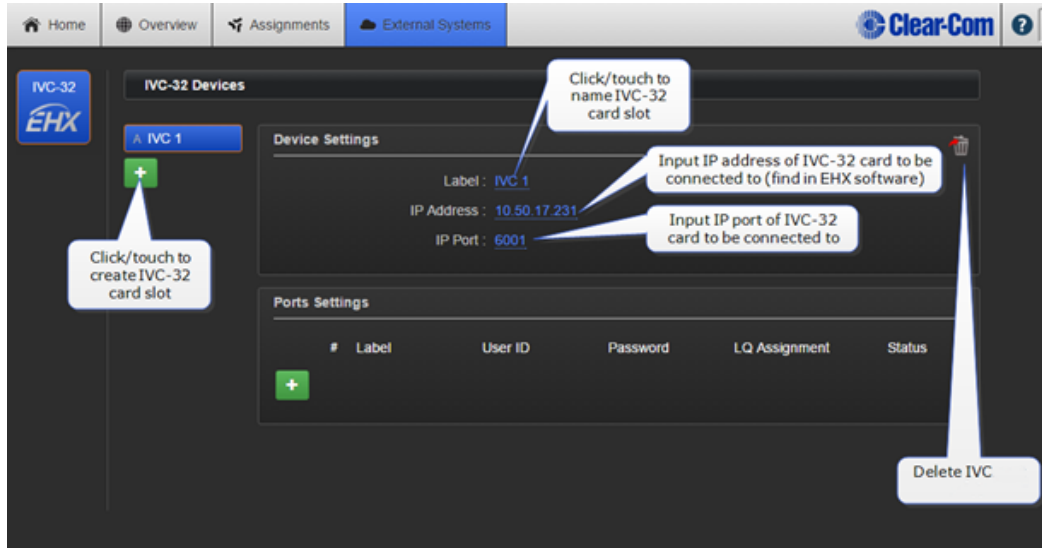 Home
Overview
Assignments
External Systems
Clear-Com
?
IVC-32
EHX
IVC-32 Devices
Click/touch to
name IVC-32
card slot
A IVC 1
+
Device Settings
Label : IVC 1
Input IP address of IVC-32 card to be
connected to (find in EHX software)
IP Address : 10.50.17.231
Input IP port of IVC-32
card to be connected to
IP Port : 6001
Click/touch to
create IVC-32
card slot
Ports Settings
# Label User ID Password LQ Assignment Status
+
Delete IVC